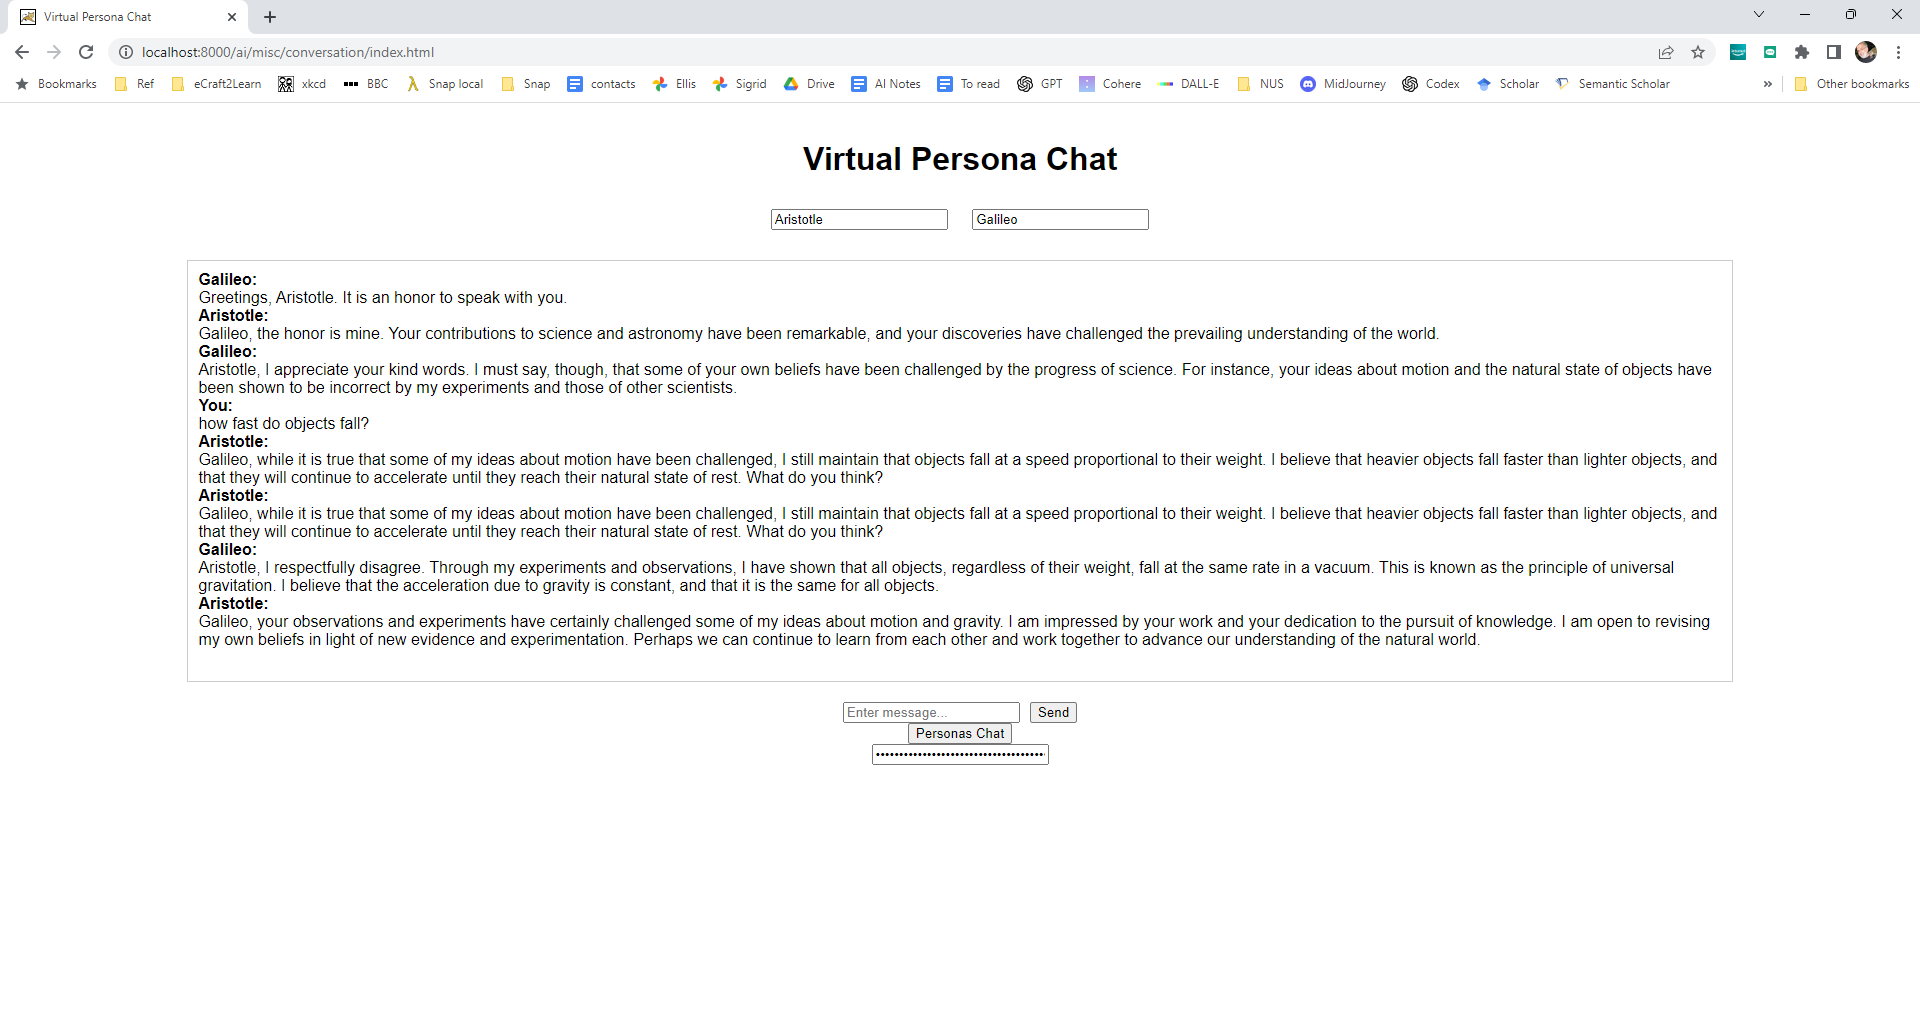 Virtual Persona Chat
localhost:8000/ai/misc/conversation/index.html
Bookmarks Ref eCraft2Learn xkcd BBC Snap local Snap contacts Ellis Sigrid Drive AI Notes To read GPT Cohere DALL-E NUS MidJourney Codex Scholar Semantic Scholar » Other bookmarks
Virtual Persona Chat
Aristotle Galileo
Galileo:
Greetings, Aristotle. It is an honor to speak with you.
Aristotle:
Galileo, the honor is mine. Your contributions to science and astronomy have been remarkable, and your discoveries have challenged the prevailing understanding of the world.
Galileo:
Aristotle, I appreciate your kind words. I must say, though, that some of your own beliefs have been challenged by the progress of science. For instance, your ideas about motion and the natural state of objects have
been shown to be incorrect by my experiments and those of other scientists.
You:
how fast do objects fall?
Aristotle:
Galileo, while it is true that some of my ideas about motion have been challenged, I still maintain that objects fall at a speed proportional to their weight. I believe that heavier objects fall faster than lighter objects, and
that they will continue to accelerate until they reach their natural state of rest. What do you think?
Aristotle:
Galileo, while it is true that some of my ideas about motion have been challenged, I still maintain that objects fall at a speed proportional to their weight. I believe that heavier objects fall faster than lighter objects, and
that they will continue to accelerate until they reach their natural state of rest. What do you think?
Galileo:
Aristotle, I respectfully disagree. Through my experiments and observations, I have shown that all objects, regardless of their weight, fall at the same rate in a vacuum. This is known as the principle of universal
gravitation. I believe that the acceleration due to gravity is constant, and that it is the same for all objects.
Aristotle:
Galileo, your observations and experiments have certainly challenged some of my ideas about motion and gravity. I am impressed by your work and your dedication to the pursuit of knowledge. I am open to revising
my own beliefs in light of new evidence and experimentation. Perhaps we can continue to learn from each other and work together to advance our understanding of the natural world.
Enter message... Send
Personas Chat